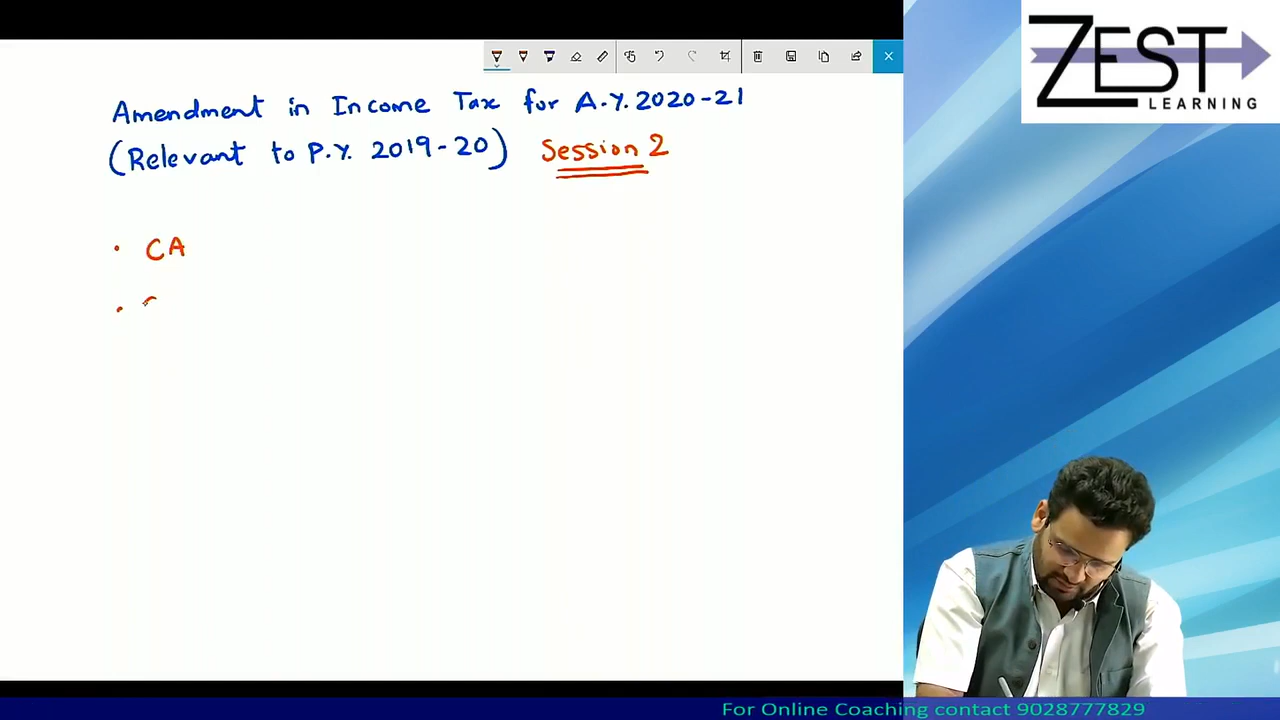 ZEST
LEARNING
Amendment in Income Tax for A.Y. 2020-21
(Relevant to P.Y. 2019-20) Session 2
• CA
•
For Online Coaching contact 9028777829